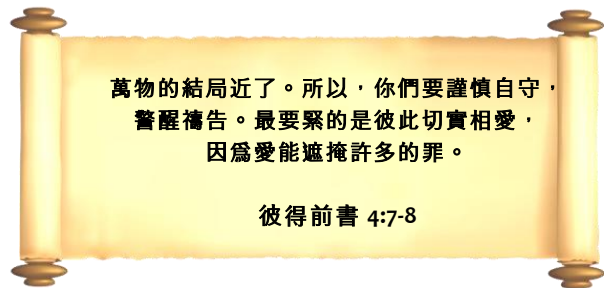 萬物的結局近了。所以，你們要謹慎自守，
警醒禱告。最要緊的是彼此切實相愛，
因爲愛能遮掩許多的罪。
彼得前書 4:7-8